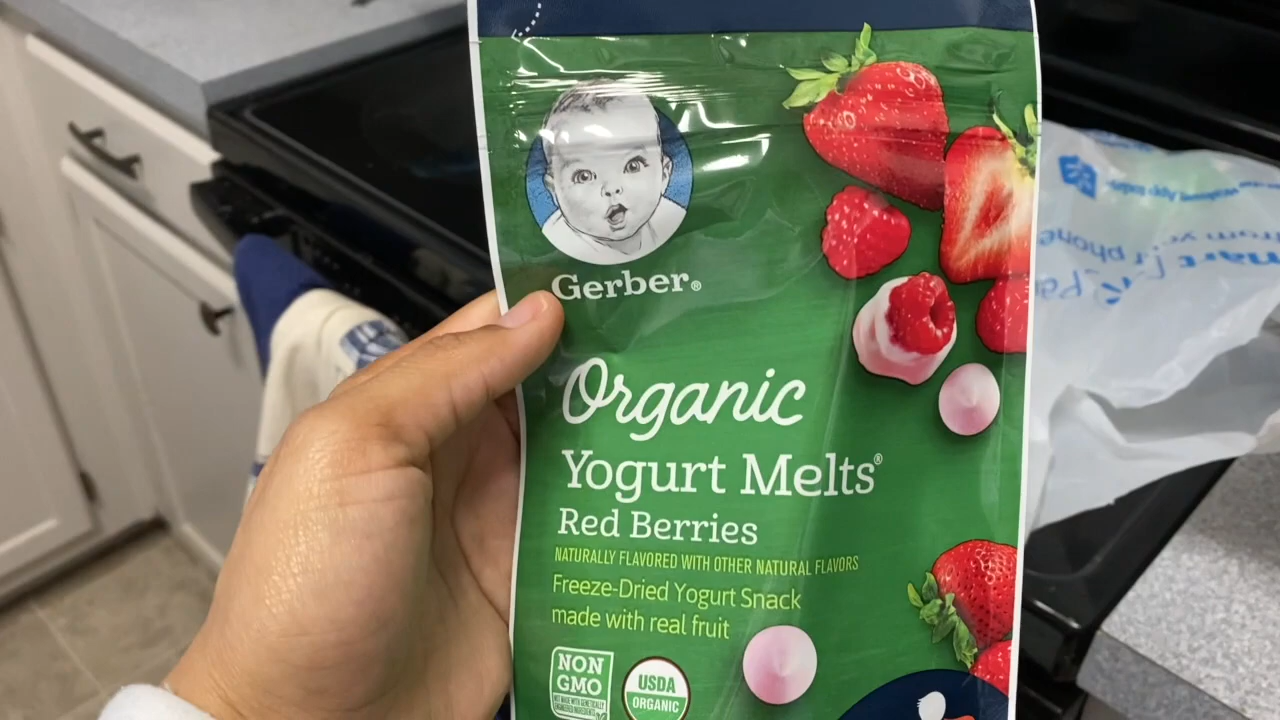 Gerber®
Organic
Yogurt Melts®
Red Berries
NATURALLY FLAVORED WITH OTHER NATURAL FLAVORS
Freeze-Dried Yogurt Snack
made with real fruit
NON
GMO
USDA
ORGANIC